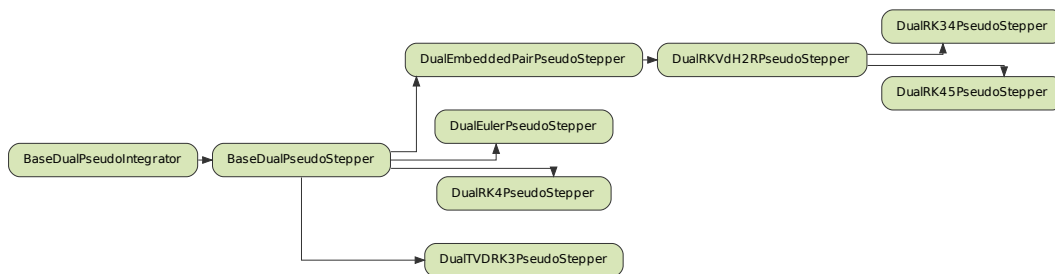 DualRK34PseudoStepper
DualEmbeddedPairPseudoStepper
DualRKVdH2RPseudoStepper
DualRK45PseudoStepper
DualEulerPseudoStepper
BaseDualPseudoIntegrator
BaseDualPseudoStepper
DualRK4PseudoStepper
DualTVDRK3PseudoStepper